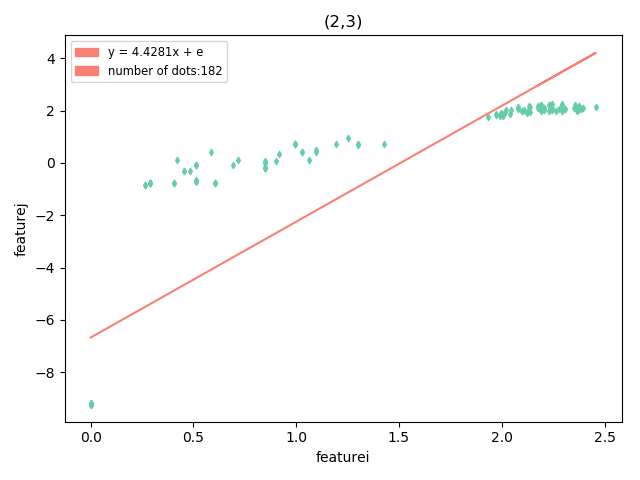 (2,3)
y = 4.4281x + e
number of dots:182
4
2
0
−2
−4
−6
−8
featurej
0.0 0.5 1.0 1.5 2.0 2.5
featurei